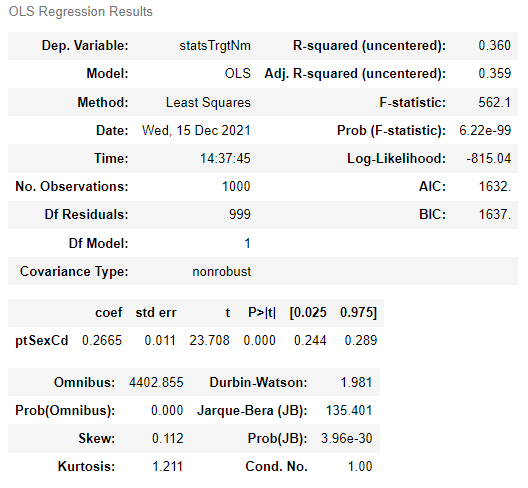 OLS Regression Results
Dep. Variable: statsTrgtNm R-squared (uncentered): 0.360
Model: OLS Adj. R-squared (uncentered): 0.359
Method: Least Squares F-statistic: 562.1
Date: Wed, 15 Dec 2021 Prob (F-statistic): 6.22e-99
Time: 14:37:45 Log-Likelihood: -815.04
No. Observations: 1000 AIC: 1632.
Df Residuals: 999 BIC: 1637.
Df Model: 1
Covariance Type: nonrobust
coef std err t P>|t| [0.025 0.975]
ptSexCd 0.2665 0.011 23.708 0.000 0.244 0.289
Omnibus: 4402.855 Durbin-Watson: 1.981
Prob(Omnibus): 0.000 Jarque-Bera (JB): 135.401
Skew: 0.112 Prob(JB): 3.96e-30
Kurtosis: 1.211 Cond. No. 1.00